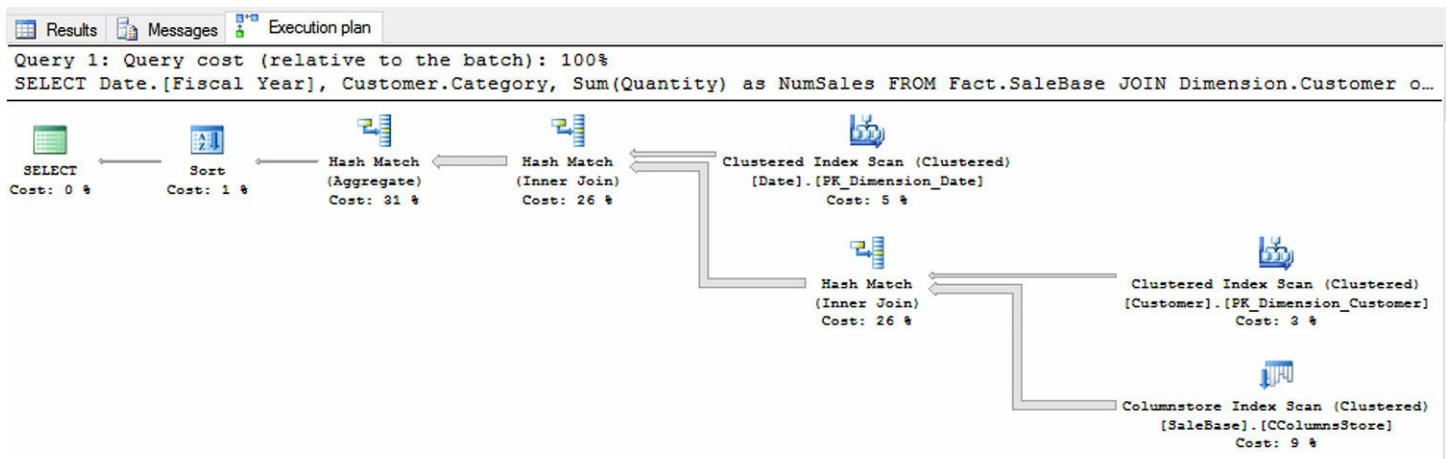 Results Messages Execution plan
Query 1: Query cost (relative to the batch): 100%
SELECT Date.[Fiscal Year], Customer.Category, Sum(Quantity) as NumSales FROM Fact.SaleBase JOIN Dimension.Customer o…
SELECT
Cost: 0 %
Sort
Cost: 1 %
Hash Match
(Aggregate)
Cost: 31 %
Hash Match
(Inner Join)
Cost: 26 %
Clustered Index Scan (Clustered)
[Date].[PK_Dimension_Date]
Cost: 5 %
Hash Match
(Inner Join)
Cost: 26 %
Clustered Index Scan (Clustered)
[Customer].[PK_Dimension_Customer]
Cost: 3 %
Columnstore Index Scan (Clustered)
[SaleBase].[CColumnsStore]
Cost: 9 %